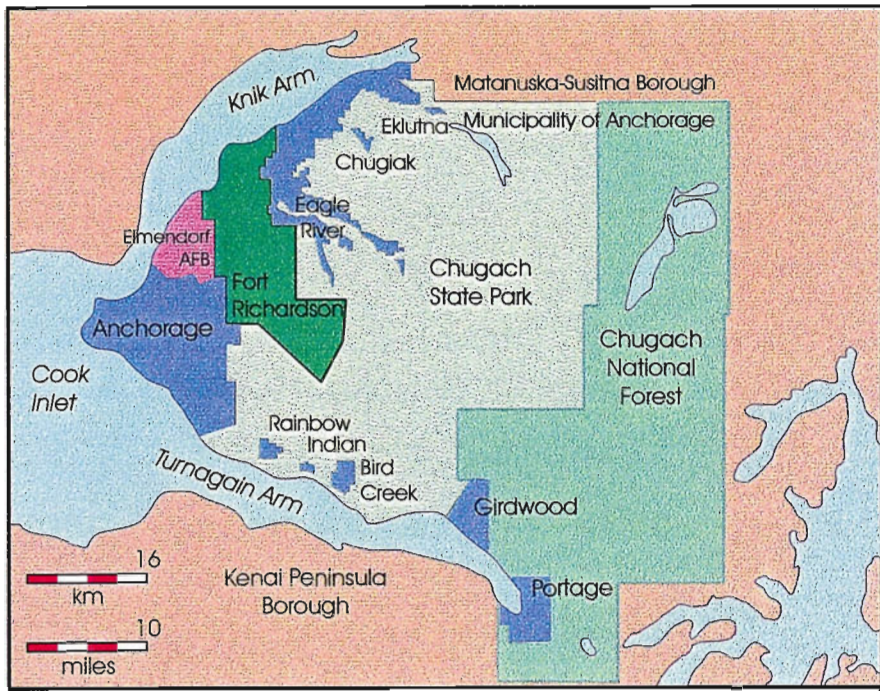 Knik Arm
Matanuska-Susitna Borough
Eklutna
Municipality of Anchorage
Chugiak
Eagle
River
Elmendorf
AFB
Fort
Richardson
Chugach
State Park
Anchorage
Chugach
National
Forest
Cook
Inlet
Rainbow
Indian
Bird
Creek
Turnagain Arm
Girdwood
Portage
Kenai Peninsula
Borough
16
km
10
miles